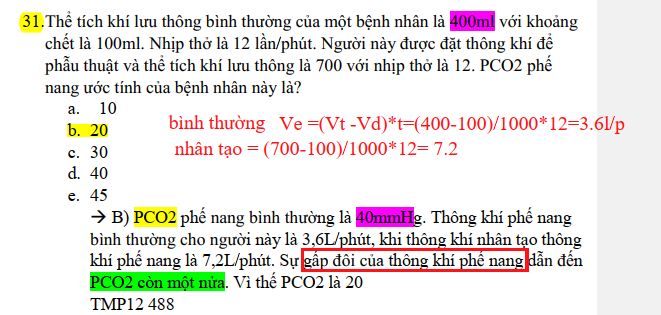 31.Thể tích khí lưu thông bình thường của một bệnh nhân là 400ml với khoảng
chết là 100ml. Nhịp thở là 12 lần/phút. Người này được đặt thông khí để
phẫu thuật và thể tích khí lưu thông là 700 với nhịp thở là 12. PCO2 phế
nang ước tính của bệnh nhân này là?
a. 10
b. 20
c. 30
d. 40
e. 45
bình thường Ve =(Vt -Vd)*t=(400-100)/1000*12=3.6l/p
nhân tạo = (700-100)/1000*12= 7.2
→ B) PCO2 phế nang bình thường là 40mmHg. Thông khí phế nang
bình thường cho người này là 3,6L/phút, khi thông khí nhân tạo thông
khí phế nang là 7,2L/phút. Sự gấp đôi của thông khí phế nang dẫn đến
PCO2 còn một nửa. Vì thế PCO2 là 20
TMP12 488